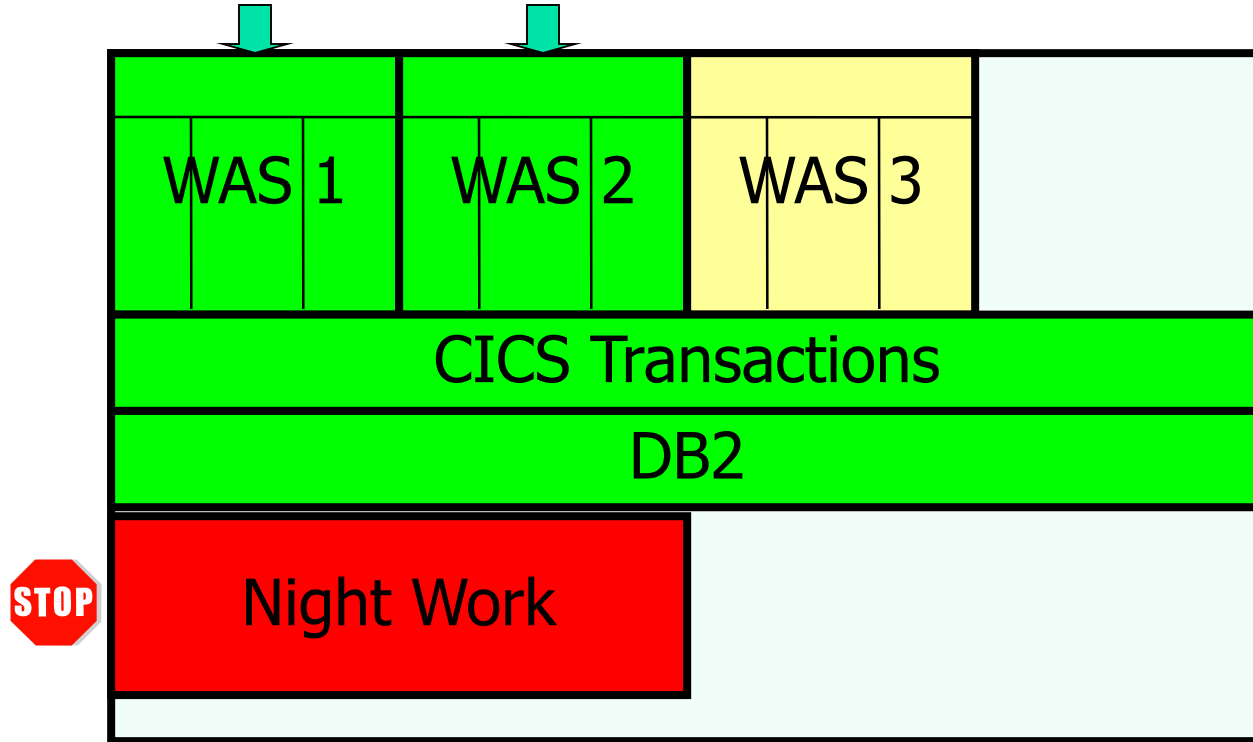 WAS 1
WAS 2
WAS 3
CICS Transactions
DB2
STOP
Night Work